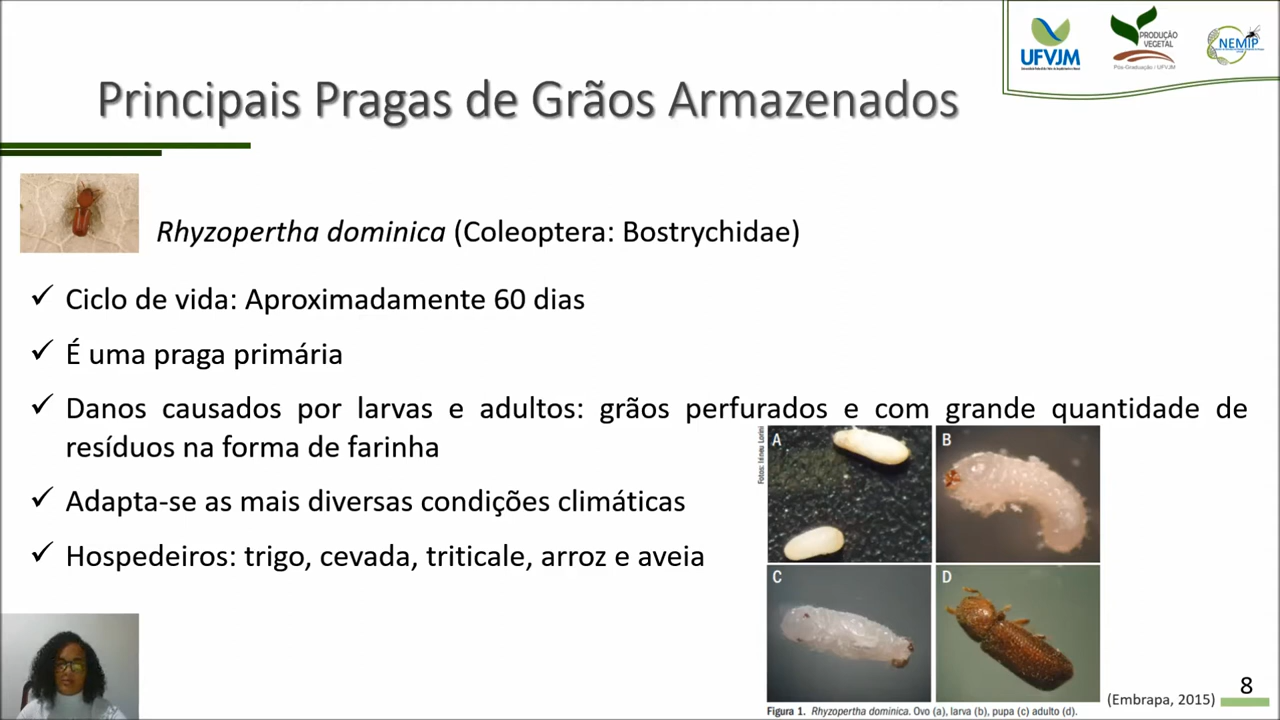 UFVJM
PRODUÇÃO
VEGETAL
Pós-Graduação / UFVJM
NEMIP
Principais Pragas de Grãos Armazenados
Rhyzopertha dominica (Coleoptera: Bostrychidae)
✓ Ciclo de vida: Aproximadamente 60 dias
✓ É uma praga primária
✓ Danos causados por larvas e adultos: grãos perfurados e com grande quantidade de
resíduos na forma de farinha
✓ Adapta-se as mais diversas condições climáticas
✓ Hospedeiros: trigo, cevada, triticale, arroz e aveia
Fotos: Irineu Lorini
A
B
C
D
Figura 1. Rhyzopertha dominica. Ovo (a), larva (b), pupa (c) adulto (d).
(Embrapa, 2015)
8